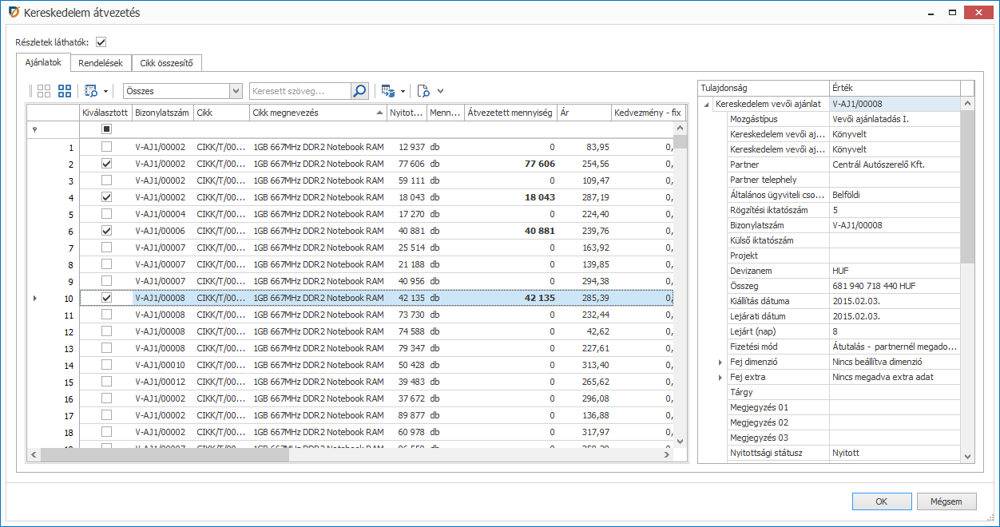 Kereskedelem átvezetés
Részletek láthatók:
Ajánlatok Rendelések Cikk összesítő
Összes Keresett szöveg...
Kiválasztott Bizonylatszám Cikk Cikk megnevezés Nyitot... Menn... Átvezetett mennyiség Ár Kedvezmény - fix
1 V-AJ1/00002 CIKK/T/00... 1GB 667MHz DDR2 Notebook RAM 12 937 db 0 83,95 0,
2 V-AJ1/00002 CIKK/T/00... 1GB 667MHz DDR2 Notebook RAM 77 606 db 77 606 254,56 0,
3 V-AJ1/00002 CIKK/T/00... 1GB 667MHz DDR2 Notebook RAM 59 111 db 0 109,47 0,
4 V-AJ1/00002 CIKK/T/00... 1GB 667MHz DDR2 Notebook RAM 18 043 db 18 043 287,19 0,
5 V-AJ1/00004 CIKK/T/00... 1GB 667MHz DDR2 Notebook RAM 17 270 db 0 224,40 0,
6 V-AJ1/00006 CIKK/T/00... 1GB 667MHz DDR2 Notebook RAM 40 881 db 40 881 239,76 0,
7 V-AJ1/00007 CIKK/T/00... 1GB 667MHz DDR2 Notebook RAM 25 514 db 0 163,92 0,
8 V-AJ1/00007 CIKK/T/00... 1GB 667MHz DDR2 Notebook RAM 21 188 db 0 139,85 0,
9 V-AJ1/00007 CIKK/T/00... 1GB 667MHz DDR2 Notebook RAM 40 956 db 0 294,38 0,
10 V-AJ1/00008 CIKK/T/00... 1GB 667MHz DDR2 Notebook RAM 42 135 db 42 135 285,39 0,
11 V-AJ1/00008 CIKK/T/00... 1GB 667MHz DDR2 Notebook RAM 73 730 db 0 232,44 0,
12 V-AJ1/00008 CIKK/T/00... 1GB 667MHz DDR2 Notebook RAM 74 588 db 0 42,62 0,
13 V-AJ1/00008 CIKK/T/00... 1GB 667MHz DDR2 Notebook RAM 79 347 db 0 227,61 0,
14 V-AJ1/00010 CIKK/T/00... 1GB 667MHz DDR2 Notebook RAM 50 428 db 0 313,40 0,
15 V-AJ1/00012 CIKK/T/00... 1GB 667MHz DDR2 Notebook RAM 39 483 db 0 265,62 0,
16 V-AJ1/00002 CIKK/T/00... 1GB 667MHz DDR2 Notebook RAM 37 672 db 0 296,08 0,
17 V-AJ1/00002 CIKK/T/00... 1GB 667MHz DDR2 Notebook RAM 89 877 db 0 136,88 0,
18 V-AJ1/00002 CIKK/T/00... 1GB 667MHz DDR2 Notebook RAM 60 978 db 0 317,97 0,
Tulajdonság Érték
Kereskedelem vevői ajánlat V-AJ1/00008
Mozgástípus Vevői ajánlatadás I.
Kereskedelem vevői aj... Könyvelt
Kereskedelem vevői aj... Könyvelt
Partner Centrál Autószerelő Kft.
Partner telephely
Általános ügyviteli cso... Belföldi
Rögzítési iktatószám 5
Bizonylatszám V-AJ1/00008
Külső iktatószám
Projekt
Devizanem HUF
Összeg 681 940 718 440 HUF
Kiállítás dátuma 2015.02.03.
Lejárati dátum 2015.02.03.
Lejárt (nap) 8
Fizetési mód Átutalás - partnernél megado...
Fej dimenzió Nincs beállítva dimenzió
Fej extra Nincs megadva extra adat
Tárgy
Megjegyzés 01
Megjegyzés 02
Megjegyzés 03
Nyitottsági státusz Nyitott
OK Mégsem